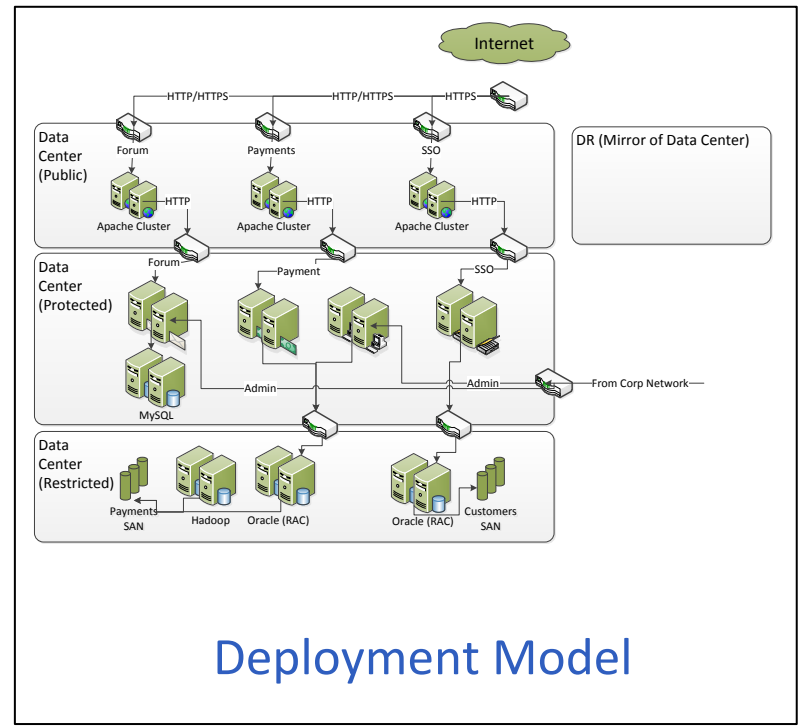 Internet
HTTP/HTTPS
HTTP/HTTPS
HTTPS
Data
Center
(Public)
Forum
Payments
SSO
DR (Mirror of Data Center)
HTTP
HTTP
HTTP
Apache Cluster
Apache Cluster
Apache Cluster
Data
Center
(Protected)
Forum
Payment
SSO
Admin
Admin
From Corp Network
MySQL
Data
Center
(Restricted)
Payments
SAN
Hadoop
Oracle (RAC)
Oracle (RAC)
Customers
SAN
Deployment Model